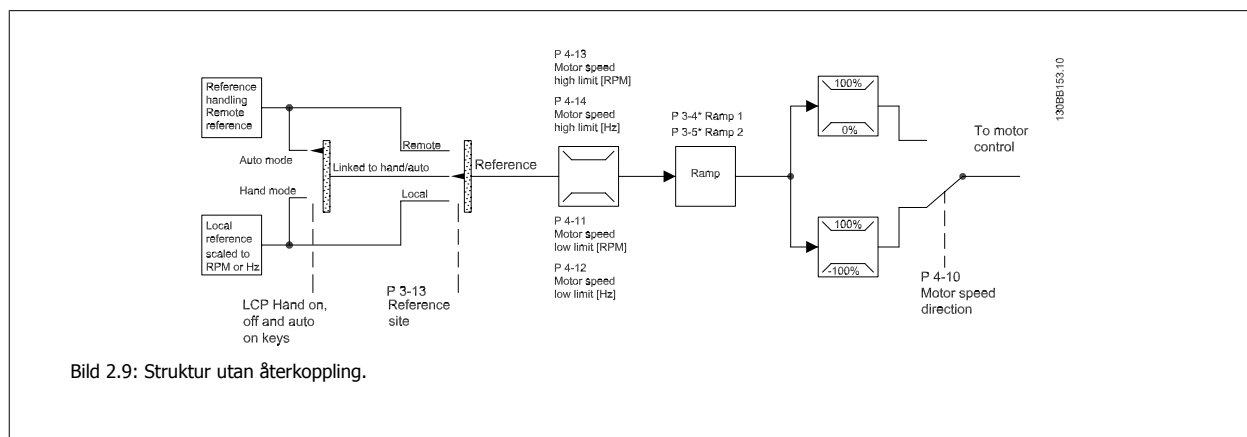 P 4-13
Motor speed
high limit [RPM]
P 4-14
Motor speed
high limit [Hz]
130BB153.10
Reference
handling
Remote
reference
100%
0%
P 3-4* Ramp 1
P 3-5* Ramp 2
To motor
control
Remote
Auto mode
Linked to hand/auto
Reference
Ramp
Hand mode
Local
Local
reference
scaled to
RPM or Hz
P 4-11
Motor speed
low limit [RPM]
P 4-12
Motor speed
low limit [Hz]
100%
-100%
P 4-10
Motor speed
direction
LCP Hand on,
off and auto
on keys
P 3-13
Reference
site
Bild 2.9: Struktur utan återkoppling.